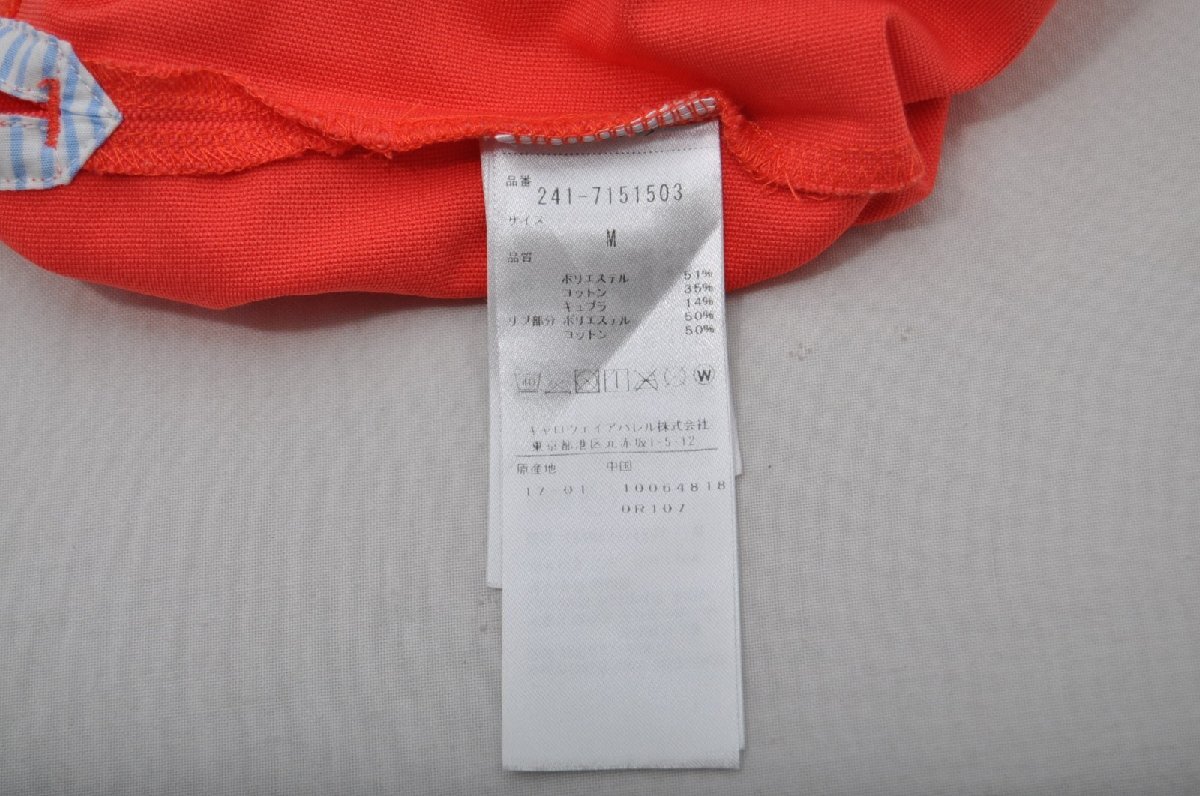 品番
241-7151503
サイズ
M
品質
ポリエステル 51%
コットン 35%
キュプラ 14%
リブ部分 ポリエステル 50%
コットン 50%
40 W
キャロウェイアパレル株式会社
東京都港区元赤坂1-5-12
原産地 中国
17-01 10064818
OR107